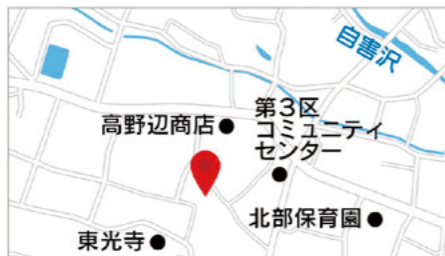 自害沢
第3区
コミュニティ
センター
高野辺商店
北部保育園
東光寺